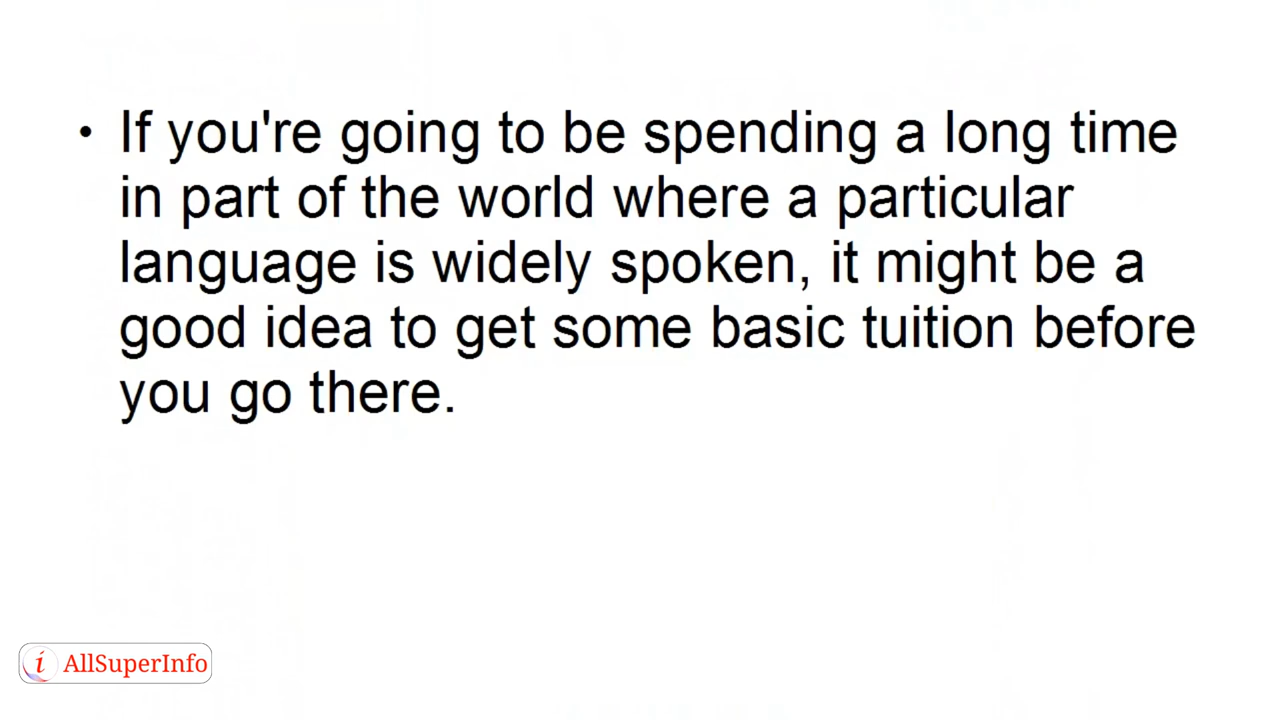 • If you're going to be spending a long time
in part of the world where a particular
language is widely spoken, it might be a
good idea to get some basic tuition before
you go there.
i AllSuperInfo